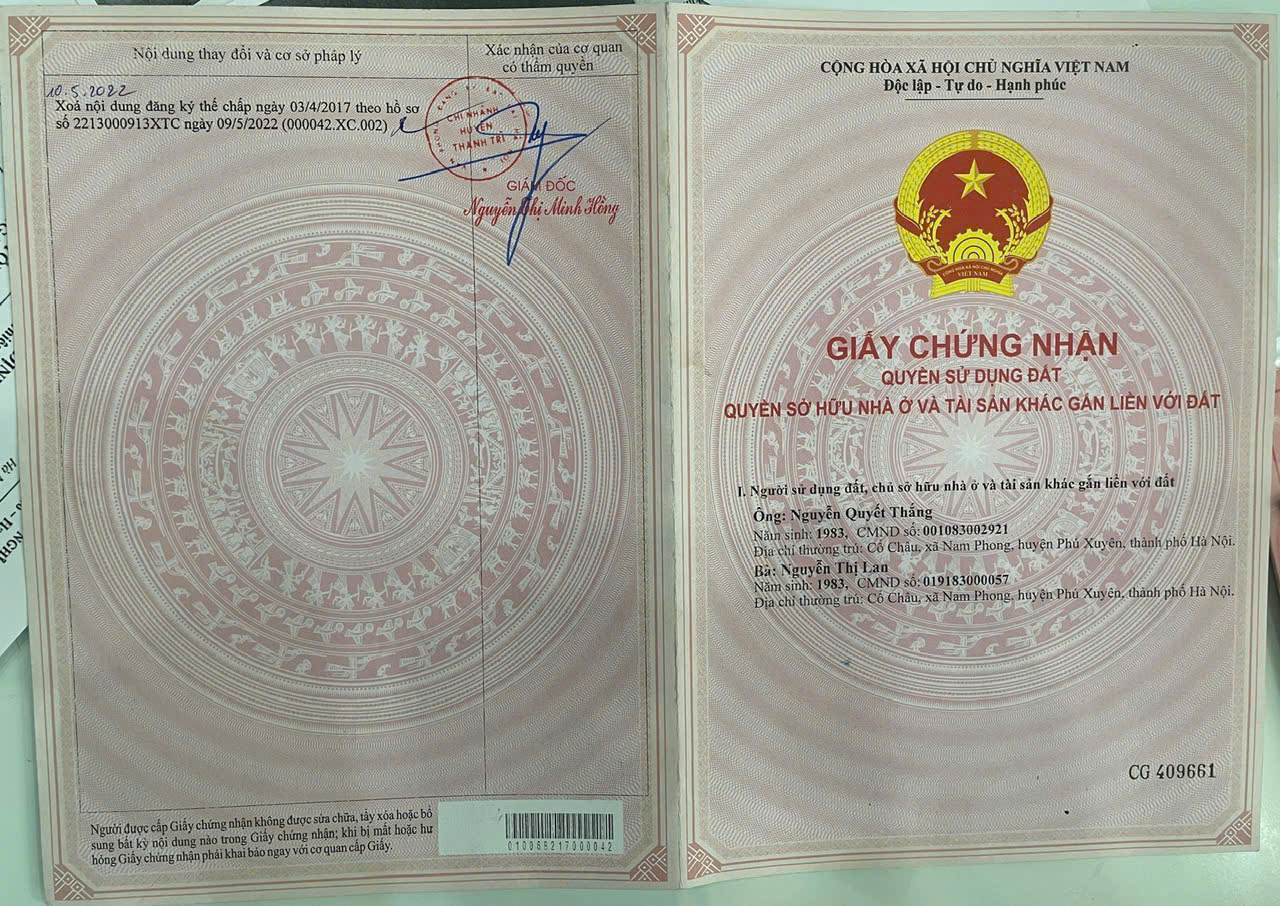 Nội dung thay đổi và cơ sở pháp lý
Xác nhận của cơ quan
có thẩm quyền
10.5.2022
Xoá nội dung đăng ký thế chấp ngày 03/4/2017 theo hồ sơ
số 2213000913XTC ngày 09/5/2022 (000042.XC.002)
CHI NHÁNH
HUYỆN
THANH TRÌ
GIÁM ĐỐC
Nguyễn Thị Minh Hồng
Người được cấp Giấy chứng nhận không được sửa chữa, tẩy xóa hoặc bổ
sung bất kỳ nội dung nào trong Giấy chứng nhận; khi bị mất hoặc hư
hỏng Giấy chứng nhận phải khai báo ngay với cơ quan cấp Giấy.
010066217000042
CỘNG HÒA XÃ HỘI CHỦ NGHĨA VIỆT NAM
Độc lập - Tự do - Hạnh phúc
CỘNG HÒA XÃ HỘI CHỦ NGHĨA
VIỆT NAM
GIẤY CHỨNG NHẬN
QUYỀN SỬ DỤNG ĐẤT
QUYỀN SỞ HỮU NHÀ Ở VÀ TÀI SẢN KHÁC GẮN LIỀN VỚI ĐẤT
I. Người sử dụng đất, chủ sở hữu nhà ở và tài sản khác gắn liền với đất
Ông: Nguyễn Quyết Thắng
Năm sinh: 1983, CMND số: 001083002921
Địa chỉ thường trú: Cổ Châu, xã Nam Phong, huyện Phú Xuyên, thành phố Hà Nội.
Bà: Nguyễn Thị Lan
Năm sinh: 1983, CMND số: 019183000057
Địa chỉ thường trú: Cổ Châu, xã Nam Phong, huyện Phú Xuyên, thành phố Hà Nội.
CG 409661